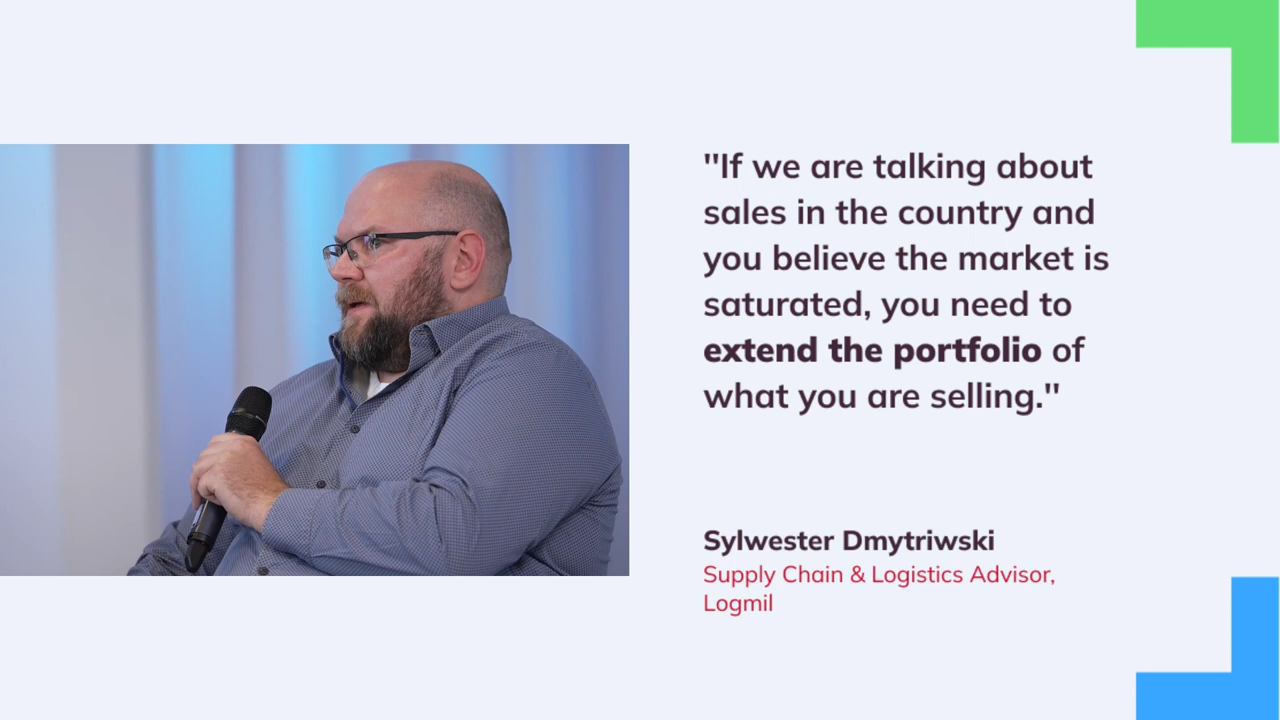 "If we are talking about
sales in the country and
you believe the market is
saturated, you need to
extend the portfolio of
what you are selling."
Sylwester Dmytriwski
Supply Chain & Logistics Advisor,
Logmil